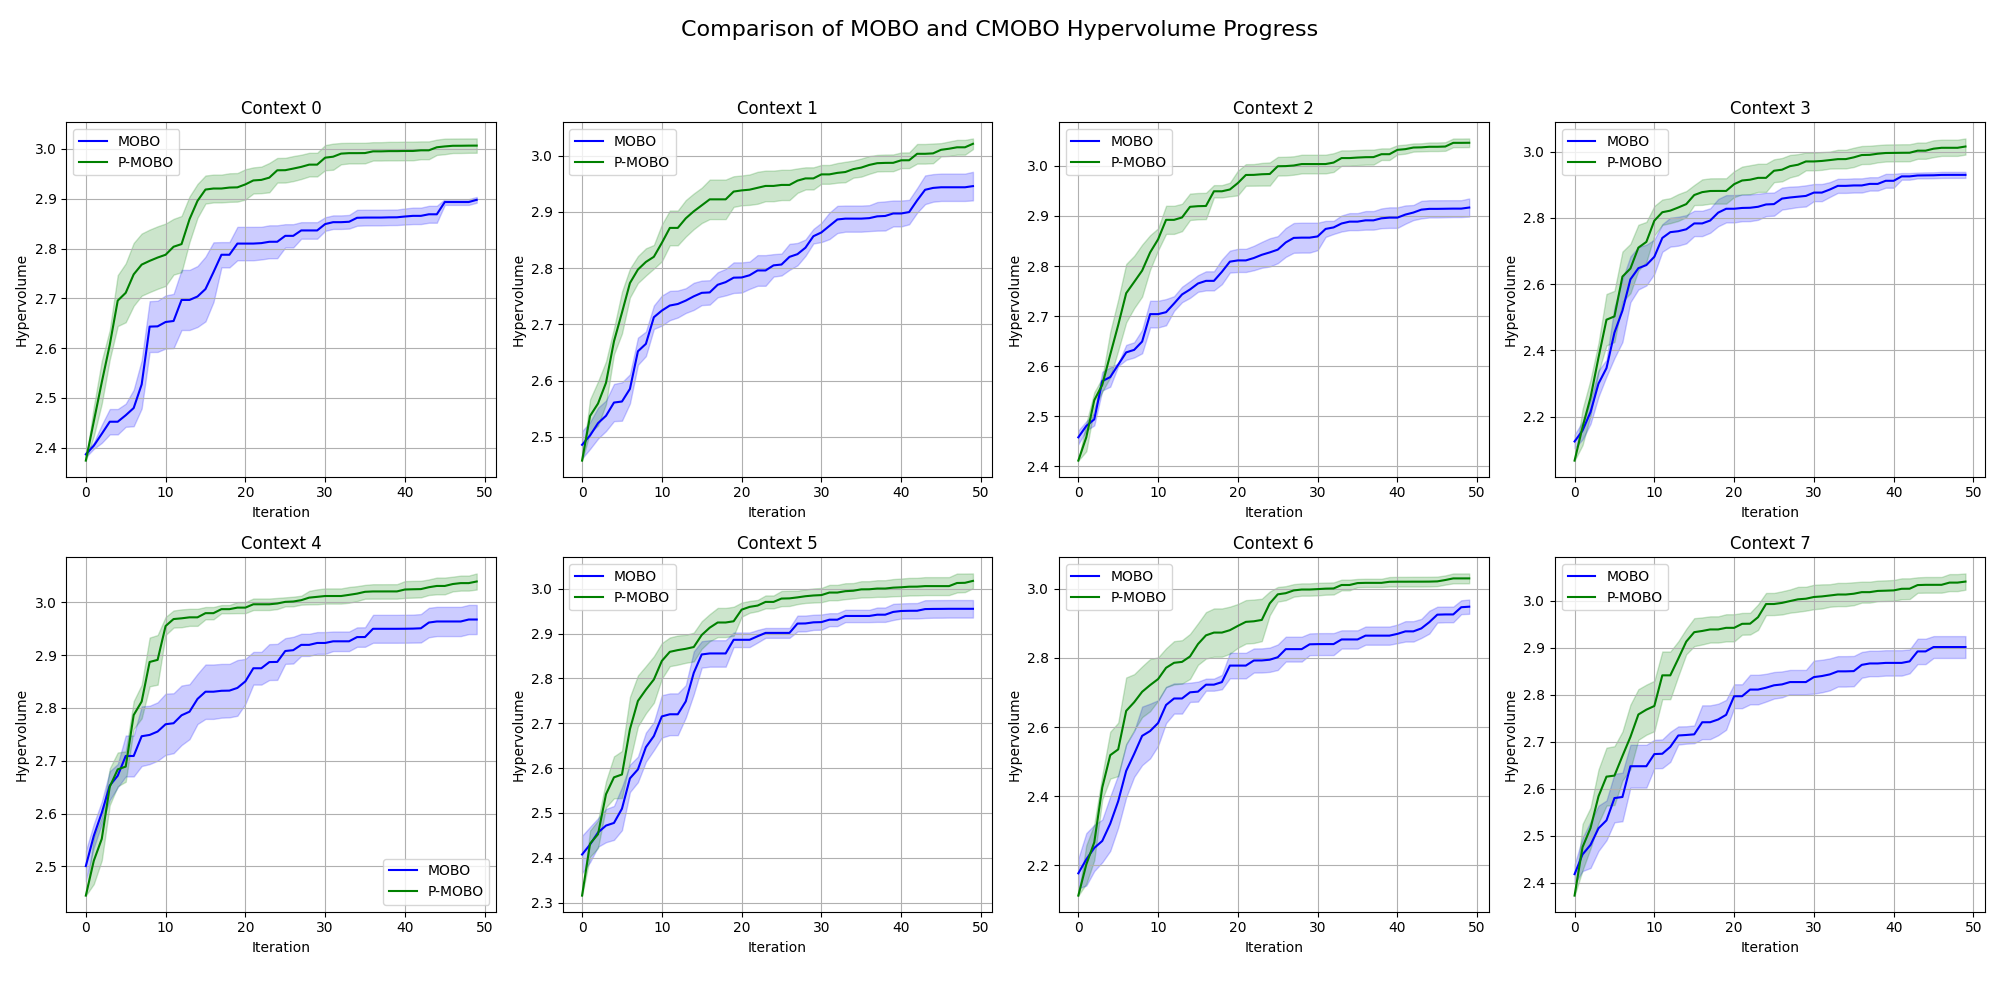 Comparison of MOBO and CMOBO Hypervolume Progress
Context 0
MOBO
P-MOBO
Hypervolume
3.0
2.9
2.8
2.7
2.6
2.5
2.4
0 10 20 30 40 50
Iteration
Context 1
MOBO
P-MOBO
Hypervolume
3.0
2.9
2.8
2.7
2.6
2.5
0 10 20 30 40 50
Iteration
Context 2
MOBO
P-MOBO
Hypervolume
3.0
2.9
2.8
2.7
2.6
2.5
2.4
0 10 20 30 40 50
Iteration
Context 3
MOBO
P-MOBO
Hypervolume
3.0
2.8
2.6
2.4
2.2
0 10 20 30 40 50
Iteration
Context 4
Hypervolume
3.0
2.9
2.8
2.7
2.6
2.5
MOBO
P-MOBO
0 10 20 30 40 50
Iteration
Context 5
MOBO
P-MOBO
Hypervolume
3.0
2.9
2.8
2.7
2.6
2.5
2.4
2.3
0 10 20 30 40 50
Iteration
Context 6
MOBO
P-MOBO
Hypervolume
3.0
2.8
2.6
2.4
2.2
0 10 20 30 40 50
Iteration
Context 7
MOBO
P-MOBO
Hypervolume
3.0
2.9
2.8
2.7
2.6
2.5
2.4
0 10 20 30 40 50
Iteration